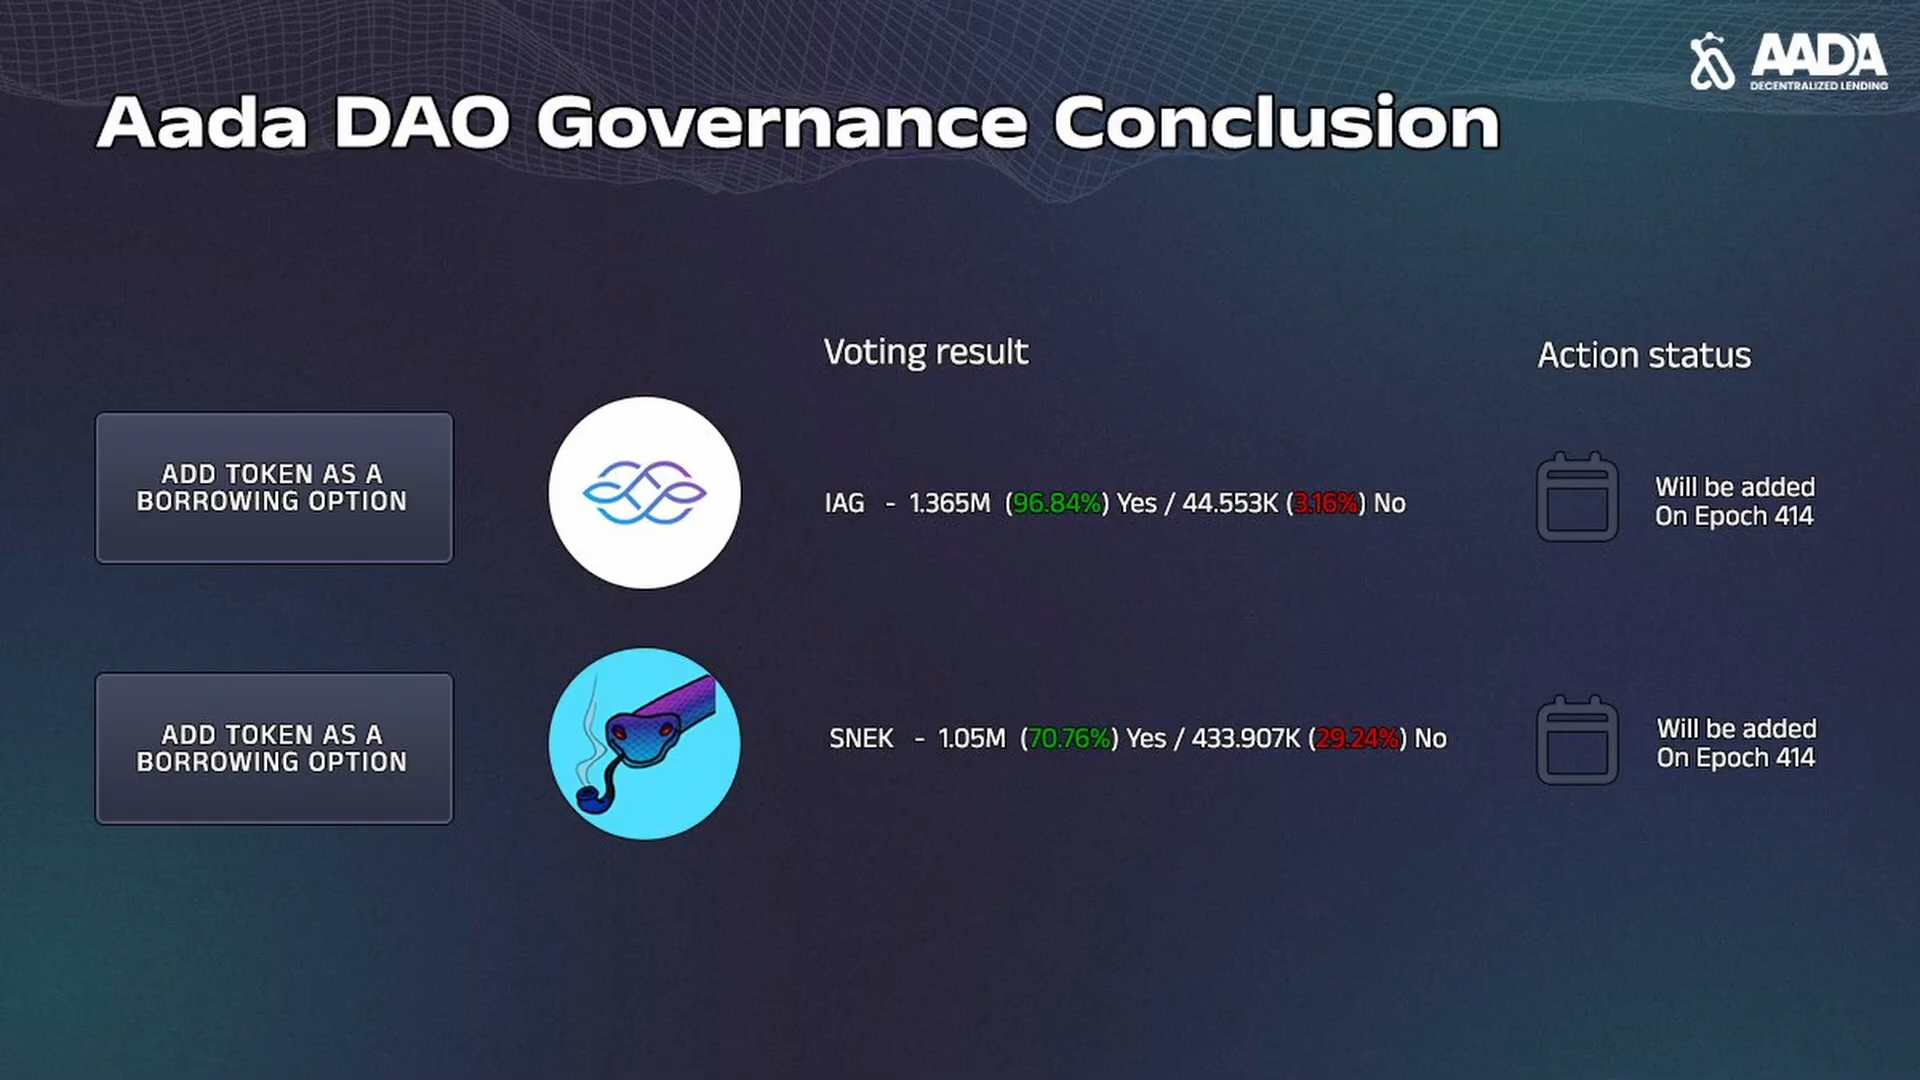 AADA
DECENTRALIZED LENDING
Aada DAO Governance Conclusion
Voting result
Action status
ADD TOKEN AS A
BORROWING OPTION
IAG - 1.365M (96.84%) Yes / 44.553K (3.16%) No
Will be added
On Epoch 414
ADD TOKEN AS A
BORROWING OPTION
SNEK - 1.05M (70.76%) Yes / 433.907K (29.24%) No
Will be added
On Epoch 414